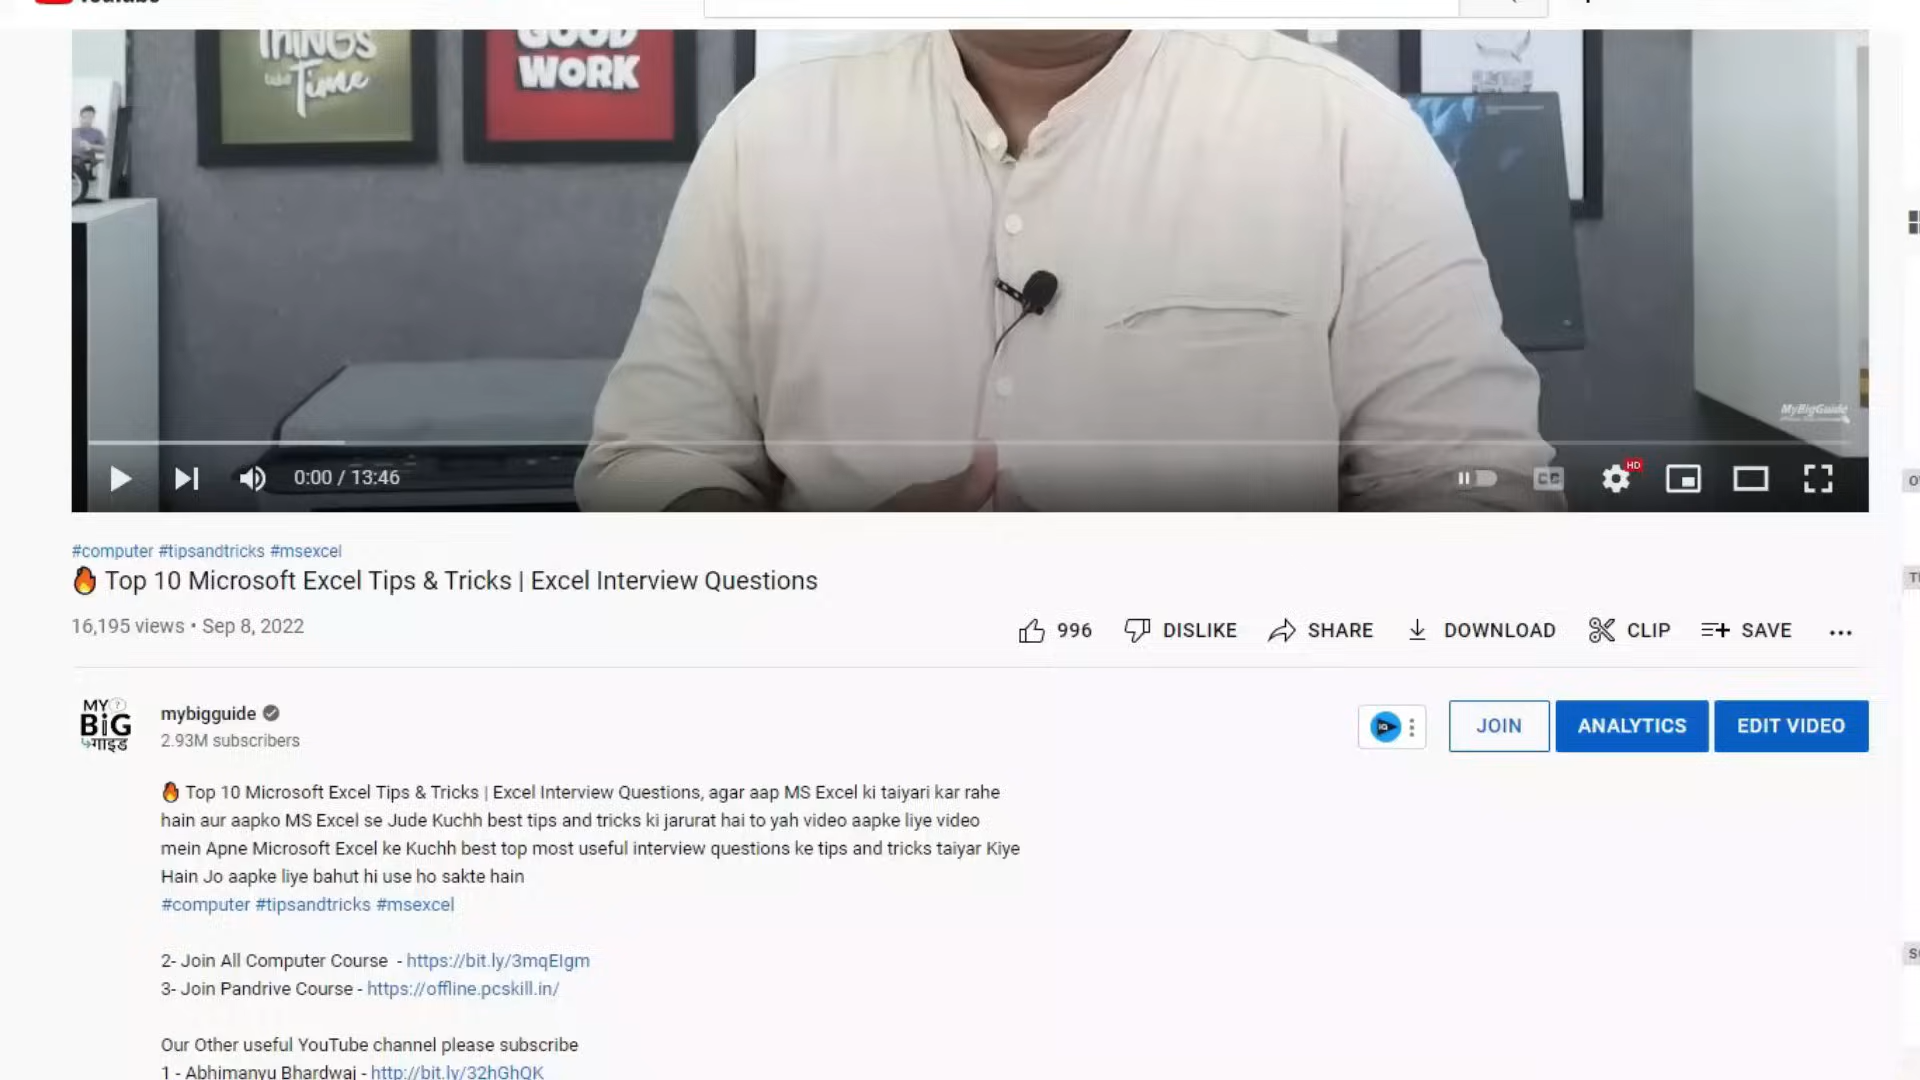 THINGS
take
Time
GOOD
WORK
MyBigGuide
0:00 / 13:46
HD
#computer #tipsandtricks #msexcel
🔥 Top 10 Microsoft Excel Tips & Tricks | Excel Interview Questions
16,195 views • Sep 8, 2022
996 DISLIKE SHARE DOWNLOAD CLIP SAVE ...
MY
BiG
गाइड
mybigguide
2.93M subscribers
JOIN ANALYTICS EDIT VIDEO
🔥 Top 10 Microsoft Excel Tips & Tricks | Excel Interview Questions, agar aap MS Excel ki taiyari kar rahe
hain aur aapko MS Excel se Jude Kuchh best tips and tricks ki jarurat hai to yah video aapke liye video
mein Apne Microsoft Excel ke Kuchh best top most useful interview questions ke tips and tricks taiyar Kiye
Hain Jo aapke liye bahut hi use ho sakte hain
#computer #tipsandtricks #msexcel
2- Join All Computer Course - https://bit.ly/3mqEIgm
3- Join Pandrive Course - https://offline.pcskill.in/
Our Other useful YouTube channel please subscribe
1 - Abhimanyu Bhardwaj - http://bit.ly/32hGhQK